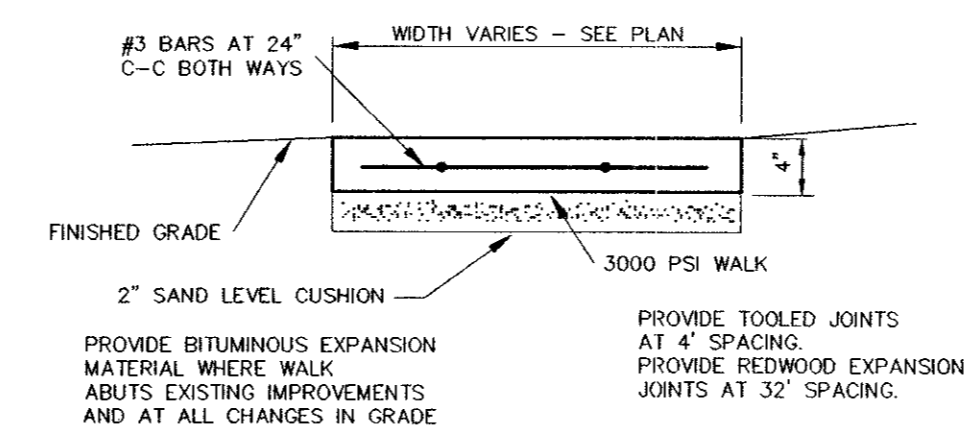 #3 BARS AT 24"
C-C BOTH WAYS
WIDTH VARIES - SEE PLAN
4"
FINISHED GRADE
3000 PSI WALK
2" SAND LEVEL CUSHION
PROVIDE BITUMINOUS EXPANSION
MATERIAL WHERE WALK
ABUTS EXISTING IMPROVEMENTS
AND AT ALL CHANGES IN GRADE
PROVIDE TOOLED JOINTS
AT 4' SPACING.
PROVIDE REDWOOD EXPANSION
JOINTS AT 32' SPACING.